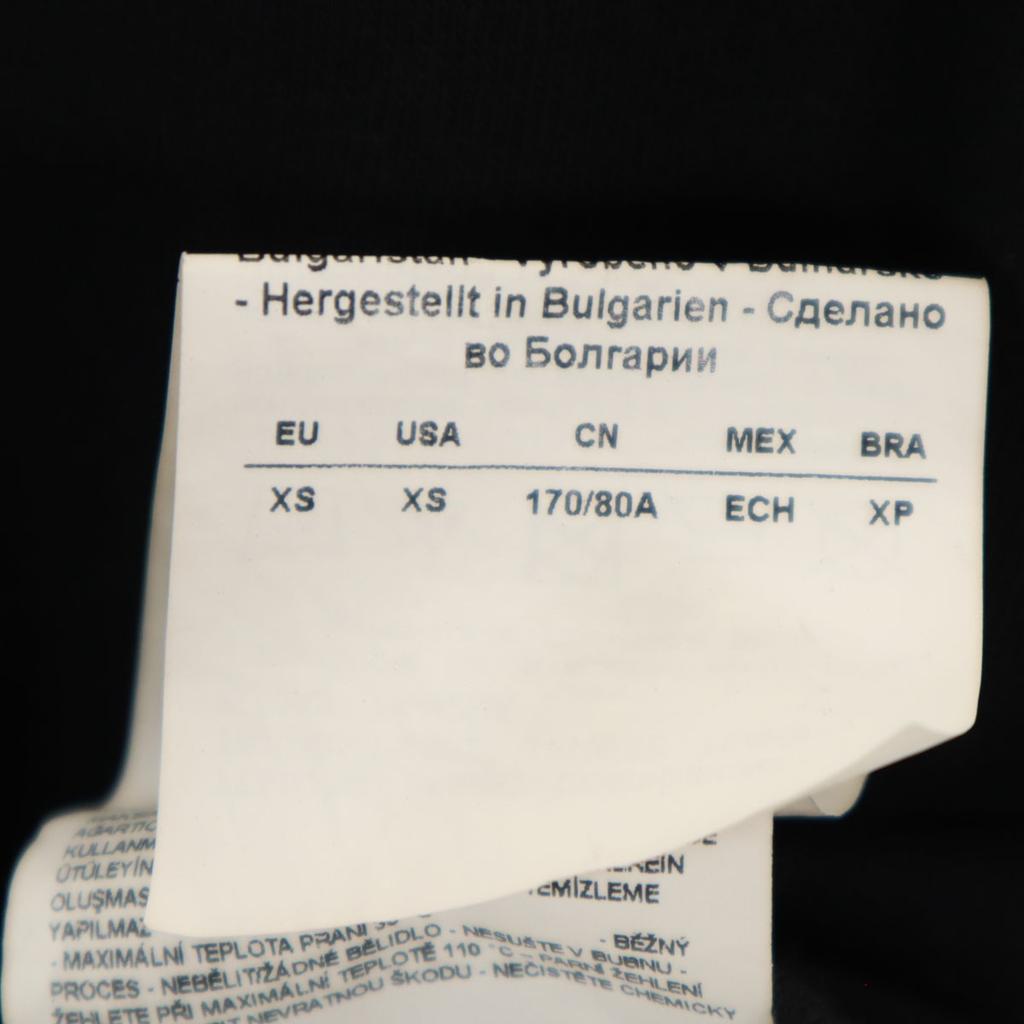 - Hergestellt in Bulgarien - Сделано
во Болгарии
EU USA CN MEX BRA
XS XS 170/80A ECH XP
KULLANM
ÜTÜLEYİN
OLUŞMAS
YAPILMAZ
TEMİZLEME
- BĚŽNÝ
- MAXIMÁLNÍ TEPLOTA PRANÍ
PROCES - NEBĚLIT/ŽÁDNÉ BĚLIDLO - NESUŠTE V BUBNU -
ŽEHLETE PŘI MAXIMÁLNÍ TEPLOTĚ 110 °C – PARNÍ ŽEHLENÍ
NEVRATNOU ŠKODU - NEČISTĚTE CHEMICKY